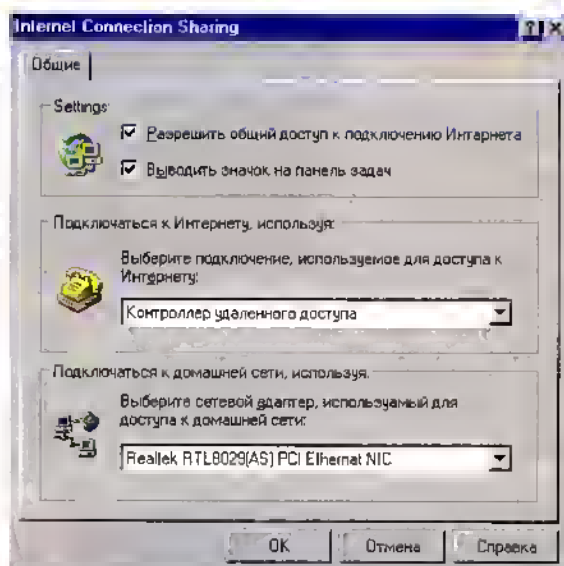 Internet Connection Sharing
Общие
Settings:
Разрешить общий доступ к подключению Интернета
Выводить значок на панель задач
Подключаться к Интернету, используя:
Выберите подключение, используемое для доступа к
Интернету:
Контроллер удаленного доступа
Подключаться к домашней сети, используя:
Выберите сетевой адаптер, используемый для
доступа к домашней сети:
Realtek RTL8029(AS) PCI Ethernet NIC
OK
Отмена
Справка